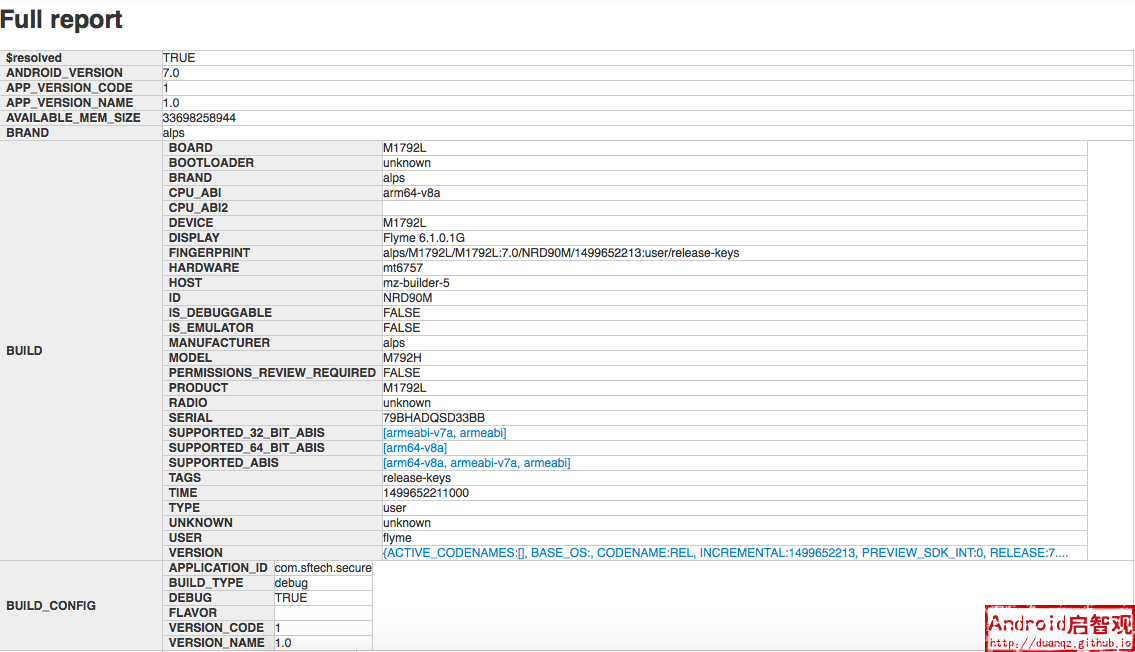 Full report
$resolved TRUE
ANDROID_VERSION 7.0
APP_VERSION_CODE 1
APP_VERSION_NAME 1.0
AVAILABLE_MEM_SIZE 33698258944
BRAND alps
BUILD
BOARD M1792L
BOOTLOADER unknown
BRAND alps
CPU_ABI arm64-v8a
CPU_ABI2
DEVICE M1792L
DISPLAY Flyme 6.1.0.1G
FINGERPRINT alps/M1792L/M1792L:7.0/NRD90M/1499652213:user/release-keys
HARDWARE mt6757
HOST mz-builder-5
ID NRD90M
IS_DEBUGGABLE FALSE
IS_EMULATOR FALSE
MANUFACTURER alps
MODEL M792H
PERMISSIONS_REVIEW_REQUIRED FALSE
PRODUCT M1792L
RADIO unknown
SERIAL 79BHADQSD33BB
SUPPORTED_32_BIT_ABIS [armeabi-v7a, armeabi]
SUPPORTED_64_BIT_ABIS [arm64-v8a]
SUPPORTED_ABIS [arm64-v8a, armeabi-v7a, armeabi]
TAGS release-keys
TIME 1499652211000
TYPE user
UNKNOWN unknown
USER flyme
VERSION {ACTIVE_CODENAMES:[], BASE_OS:, CODENAME:REL, INCREMENTAL:1499652213, PREVIEW_SDK_INT:0, RELEASE:7....
BUILD_CONFIG
APPLICATION_ID com.sftech.secure
BUILD_TYPE debug
DEBUG TRUE
FLAVOR
VERSION_CODE 1
VERSION_NAME 1.0
Android启智观
http://duanqz.github.io